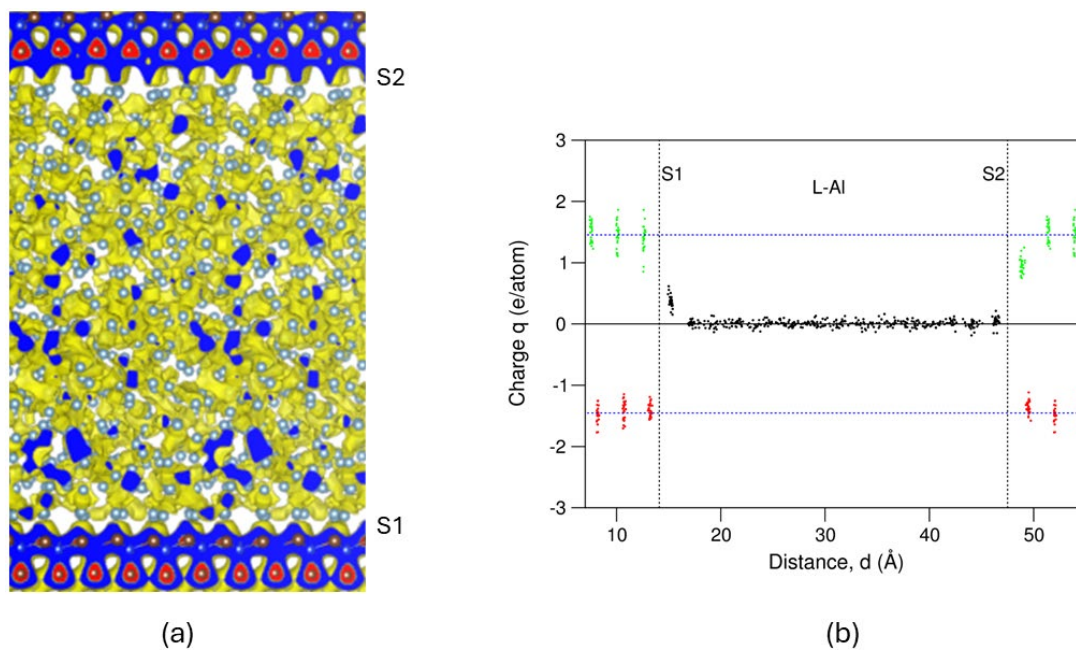 S2
S1
(a)
3
2
1
0
-1
-2
-3
Charge q (e/atom)
S1
L-Al
S2
10
20
30
40
50
Distance, d (Å)
(b)